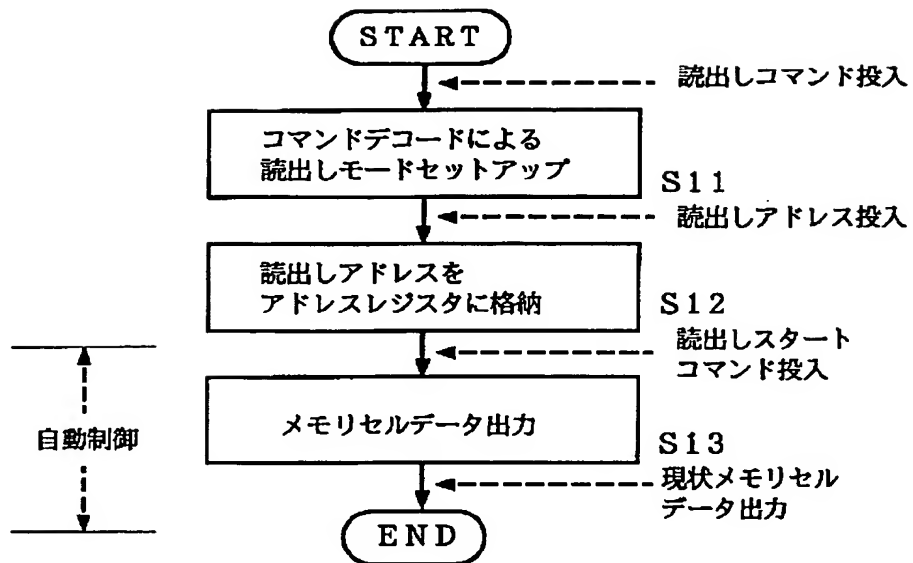 START
読出しコマンド投入
コマンドデコードによる
読出しモードセットアップ
S11
読出しアドレス投入
読出しアドレスを
アドレスレジスタに格納
S12
読出しスタート
コマンド投入
自動制御
メモリセルデータ出力
S13
現状メモリセル
データ出力
END